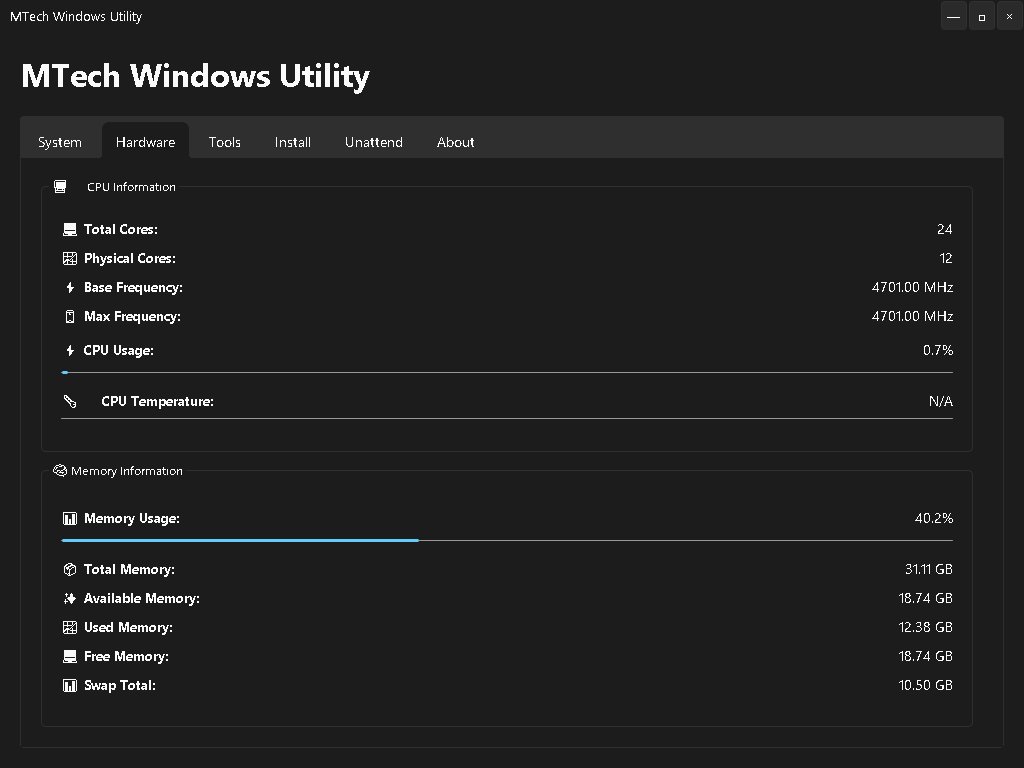 MTech Windows Utility
MTech Windows Utility
System Hardware Tools Install Unattend About
CPU Information
Total Cores: 24
Physical Cores: 12
Base Frequency: 4701.00 MHz
Max Frequency: 4701.00 MHz
CPU Usage: 0.7%
CPU Temperature: N/A
Memory Information
Memory Usage: 40.2%
Total Memory: 31.11 GB
Available Memory: 18.74 GB
Used Memory: 12.38 GB
Free Memory: 18.74 GB
Swap Total: 10.50 GB